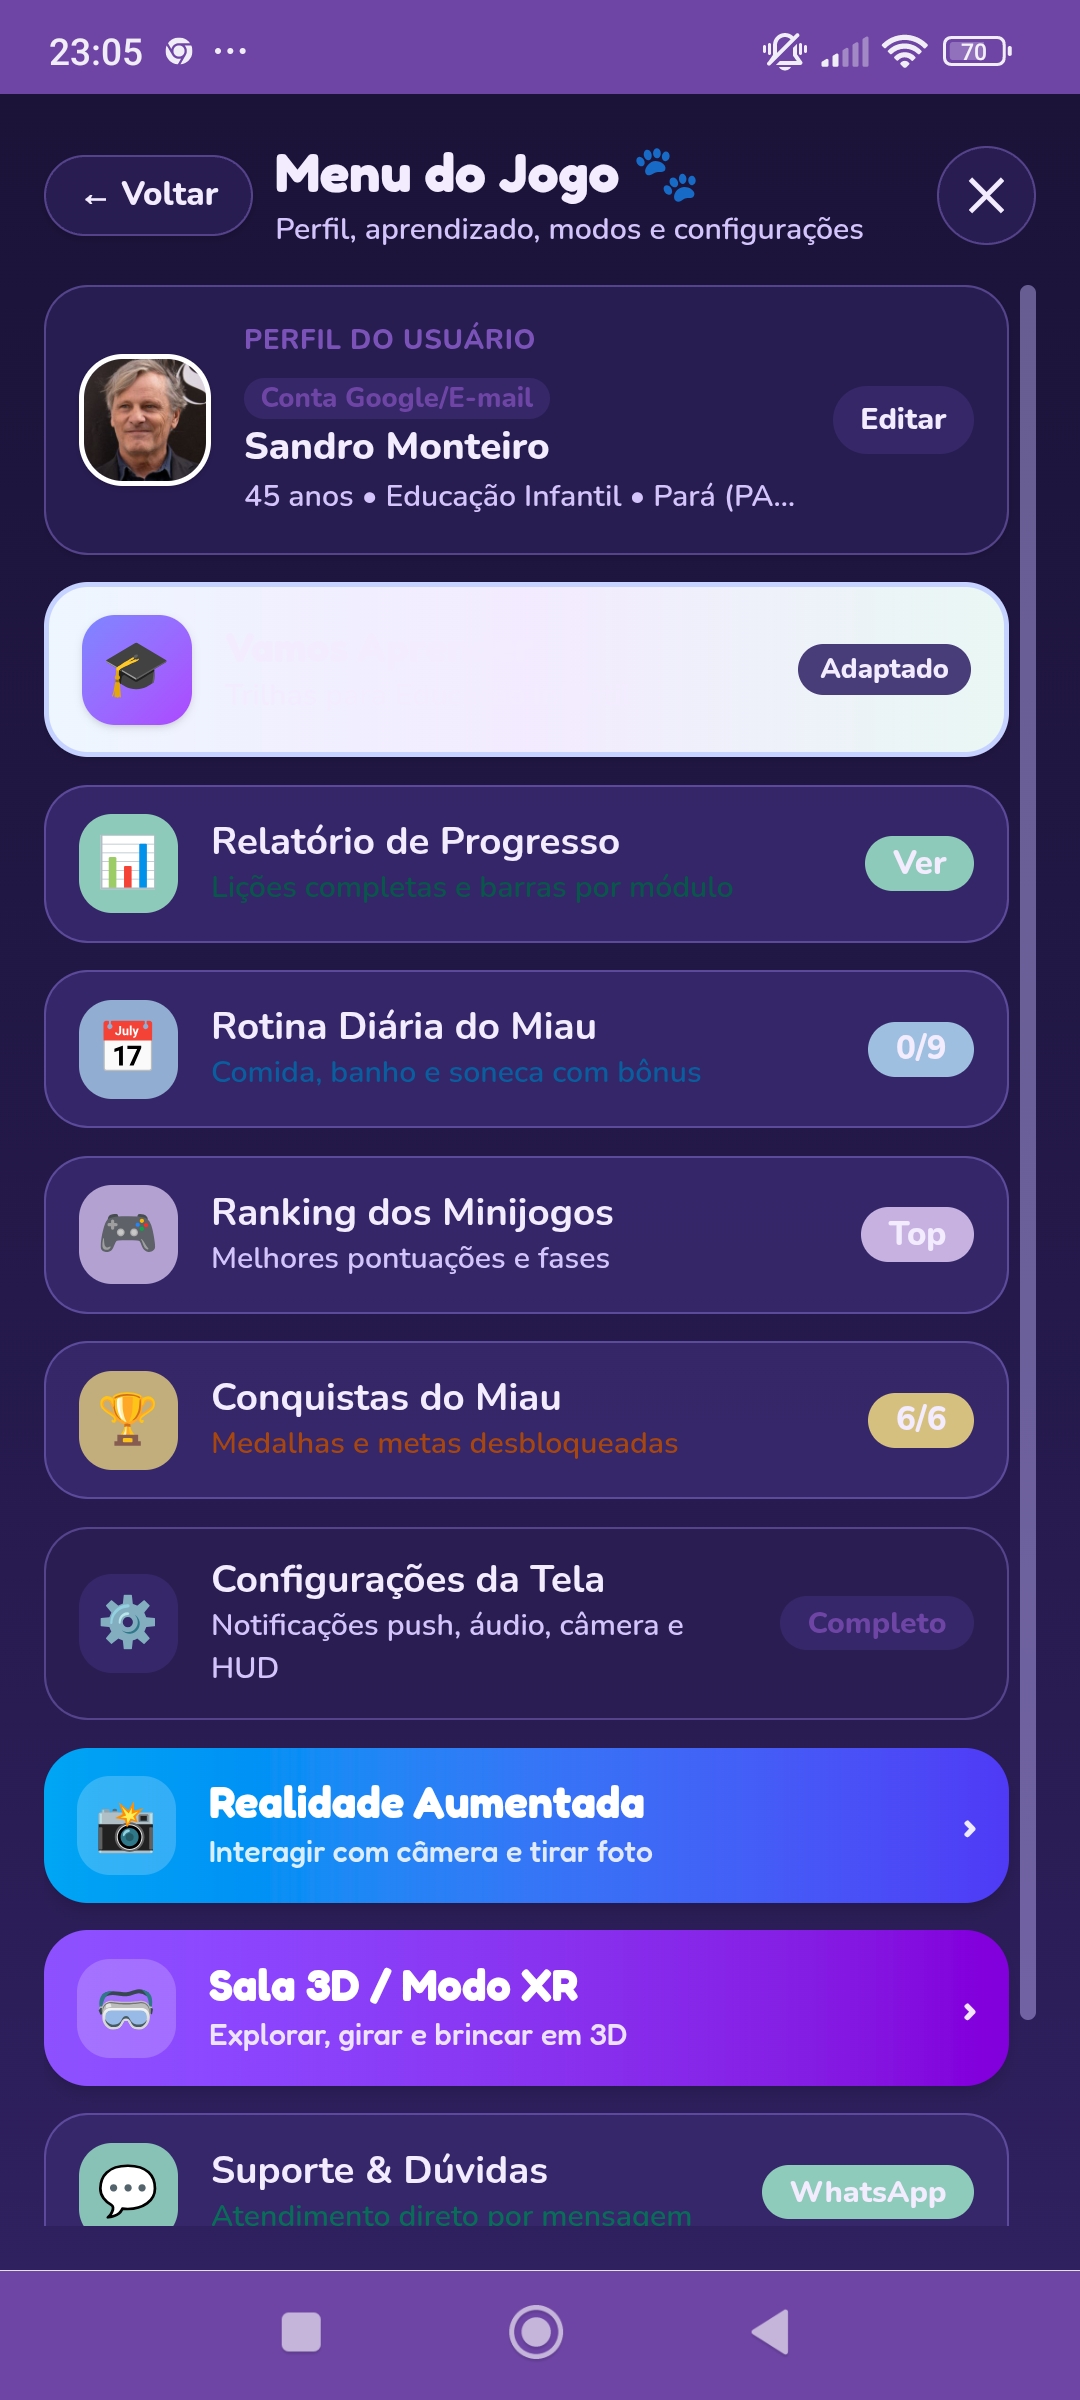 23:05
70
← Voltar
Menu do Jogo
Perfil, aprendizado, modos e configurações
PERFIL DO USUÁRIO
Conta Google/E-mail
Sandro Monteiro
45 anos • Educação Infantil • Pará (PA...
Editar
Trilhas
Adaptado
Relatório de Progresso
Lições completas e barras por módulo
Ver
July
17
Rotina Diária do Miau
Comida, banho e soneca com bônus
0/9
Ranking dos Minijogos
Melhores pontuações e fases
Top
Conquistas do Miau
Medalhas e metas desbloqueadas
6/6
Configurações da Tela
Notificações push, áudio, câmera e
HUD
Completo
Realidade Aumentada
Interagir com câmera e tirar foto
Sala 3D / Modo XR
Explorar, girar e brincar em 3D
Suporte & Dúvidas
Atendimento direto por mensagem
WhatsApp